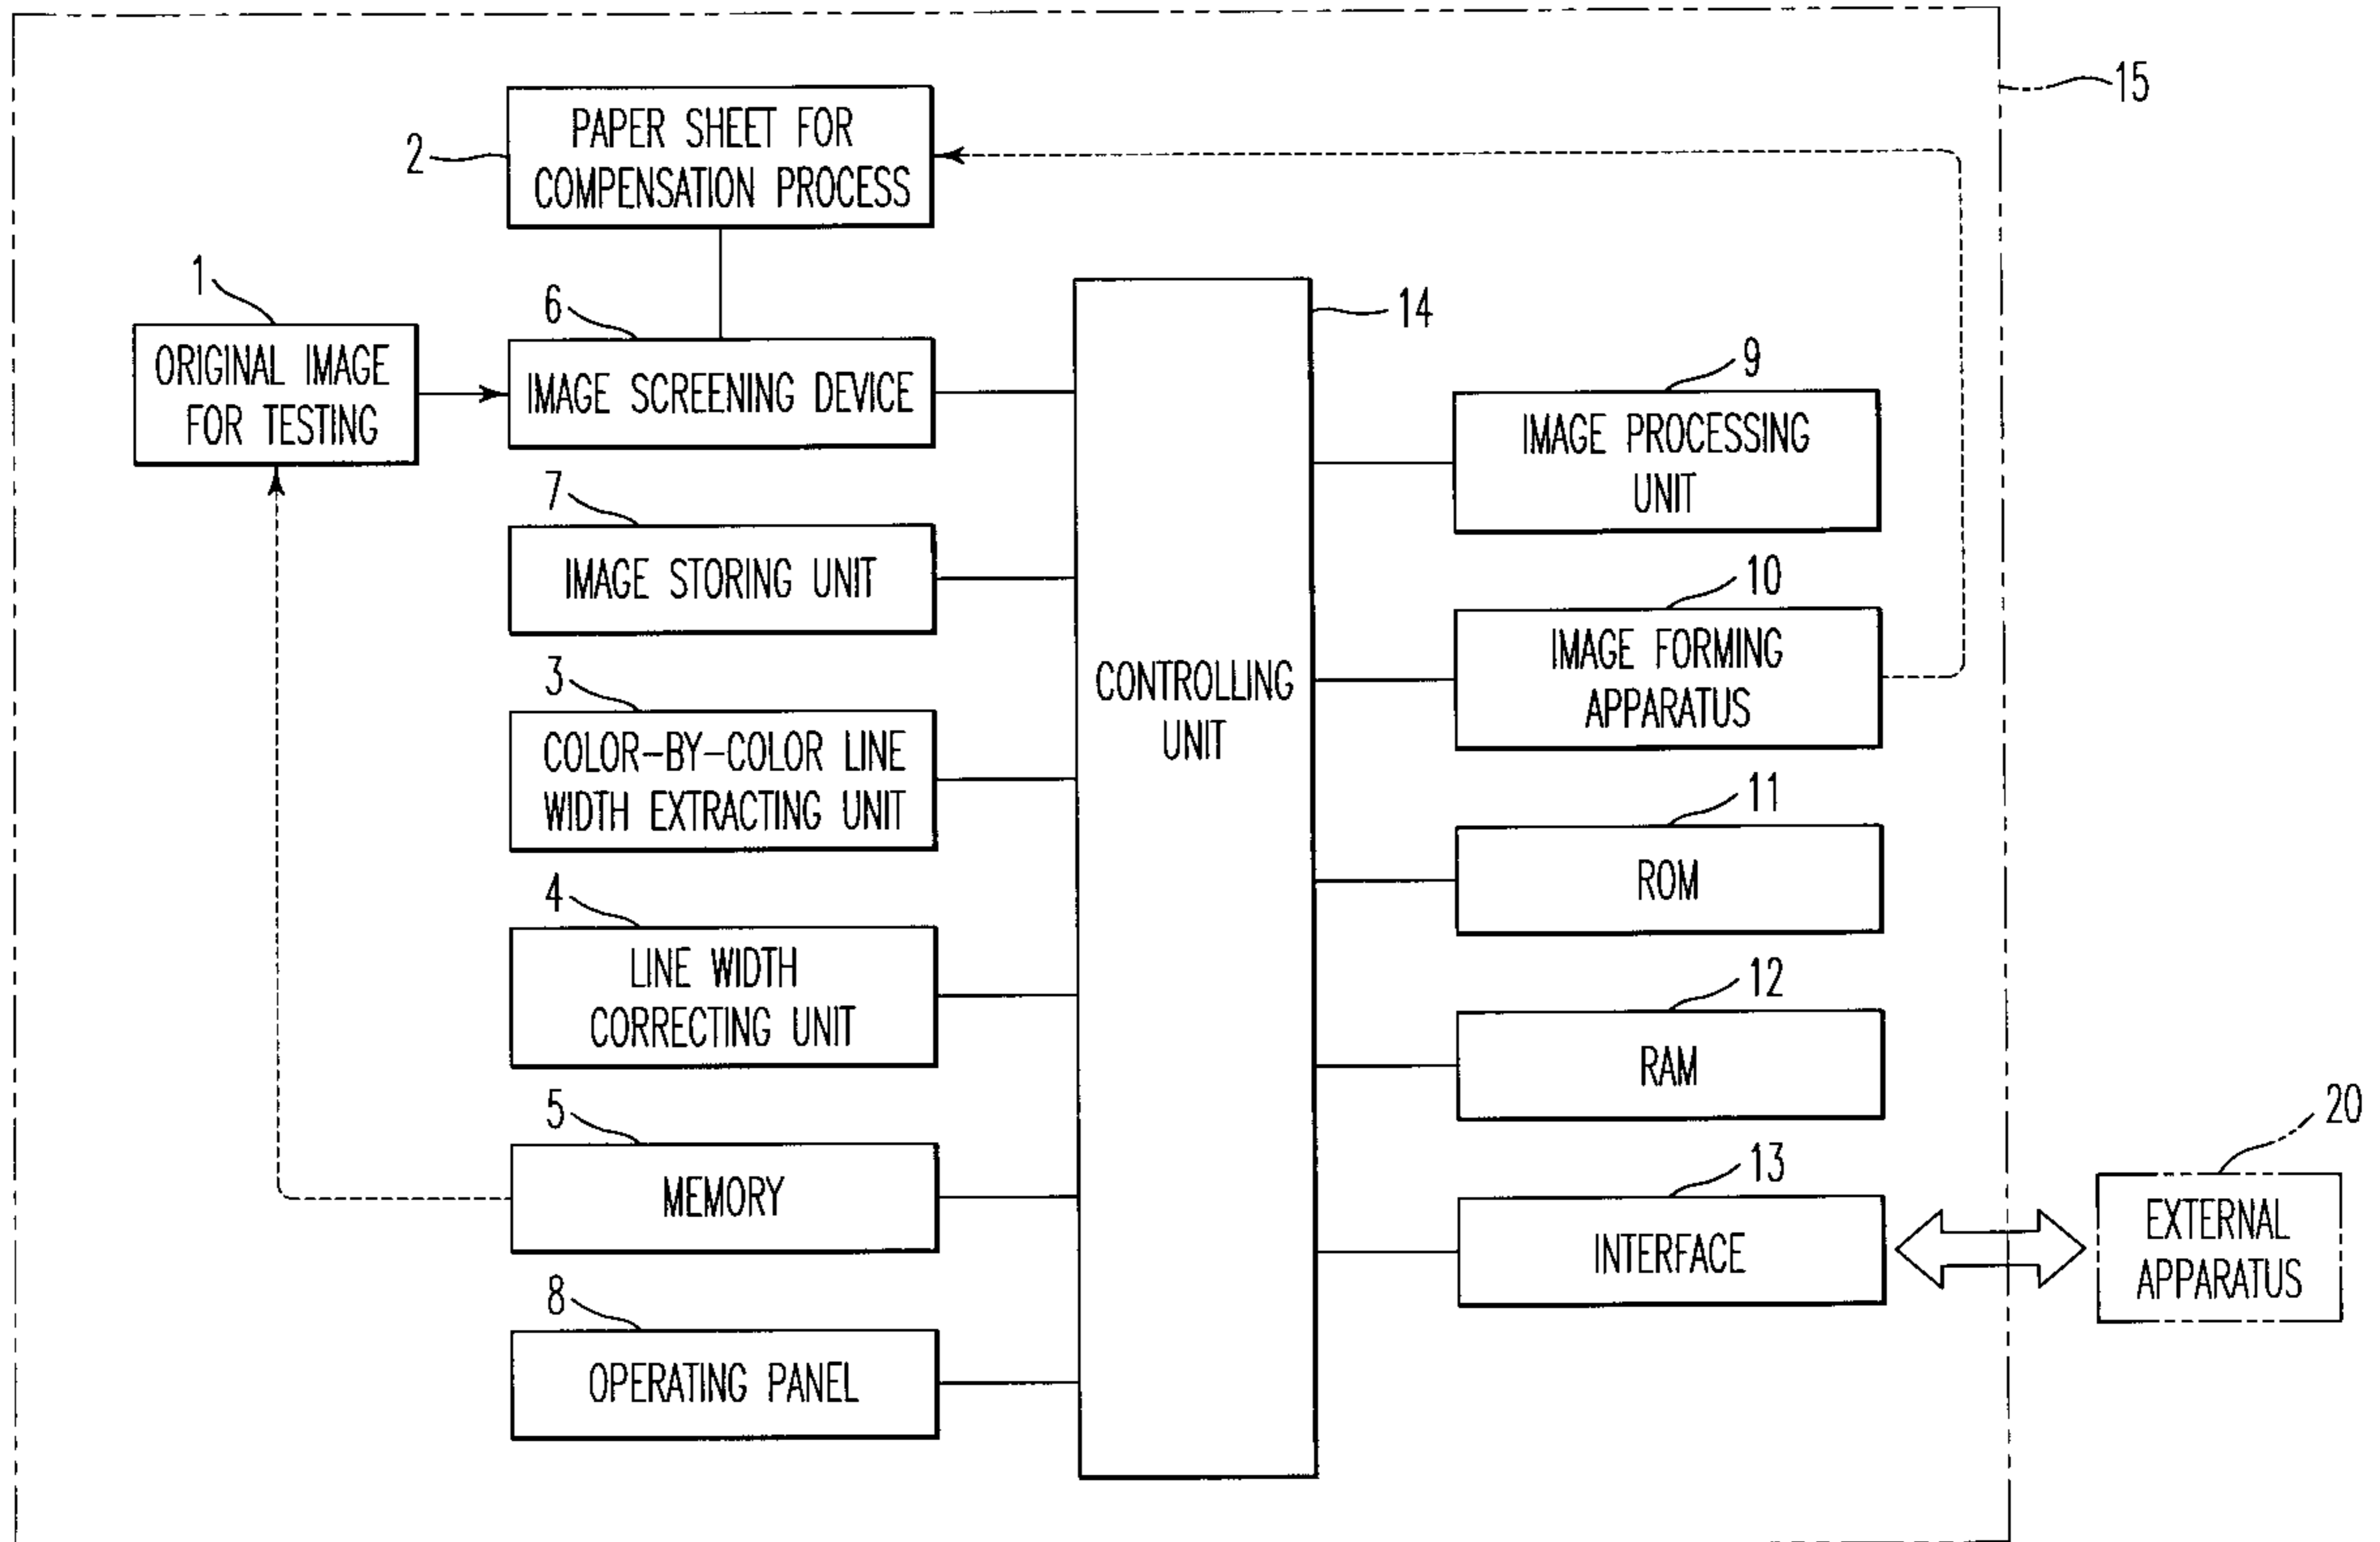 15
2
PAPER SHEET FOR
COMPENSATION PROCESS
1
ORIGINAL IMAGE
FOR TESTING
6
IMAGE SCREENING DEVICE
7
IMAGE STORING UNIT
3
COLOR-BY-COLOR LINE
WIDTH EXTRACTING UNIT
4
LINE WIDTH
CORRECTING UNIT
5
MEMORY
8
OPERATING PANEL
14
CONTROLLING
UNIT
9
IMAGE PROCESSING
UNIT
10
IMAGE FORMING
APPARATUS
11
ROM
12
RAM
13
INTERFACE
20
EXTERNAL
APPARATUS